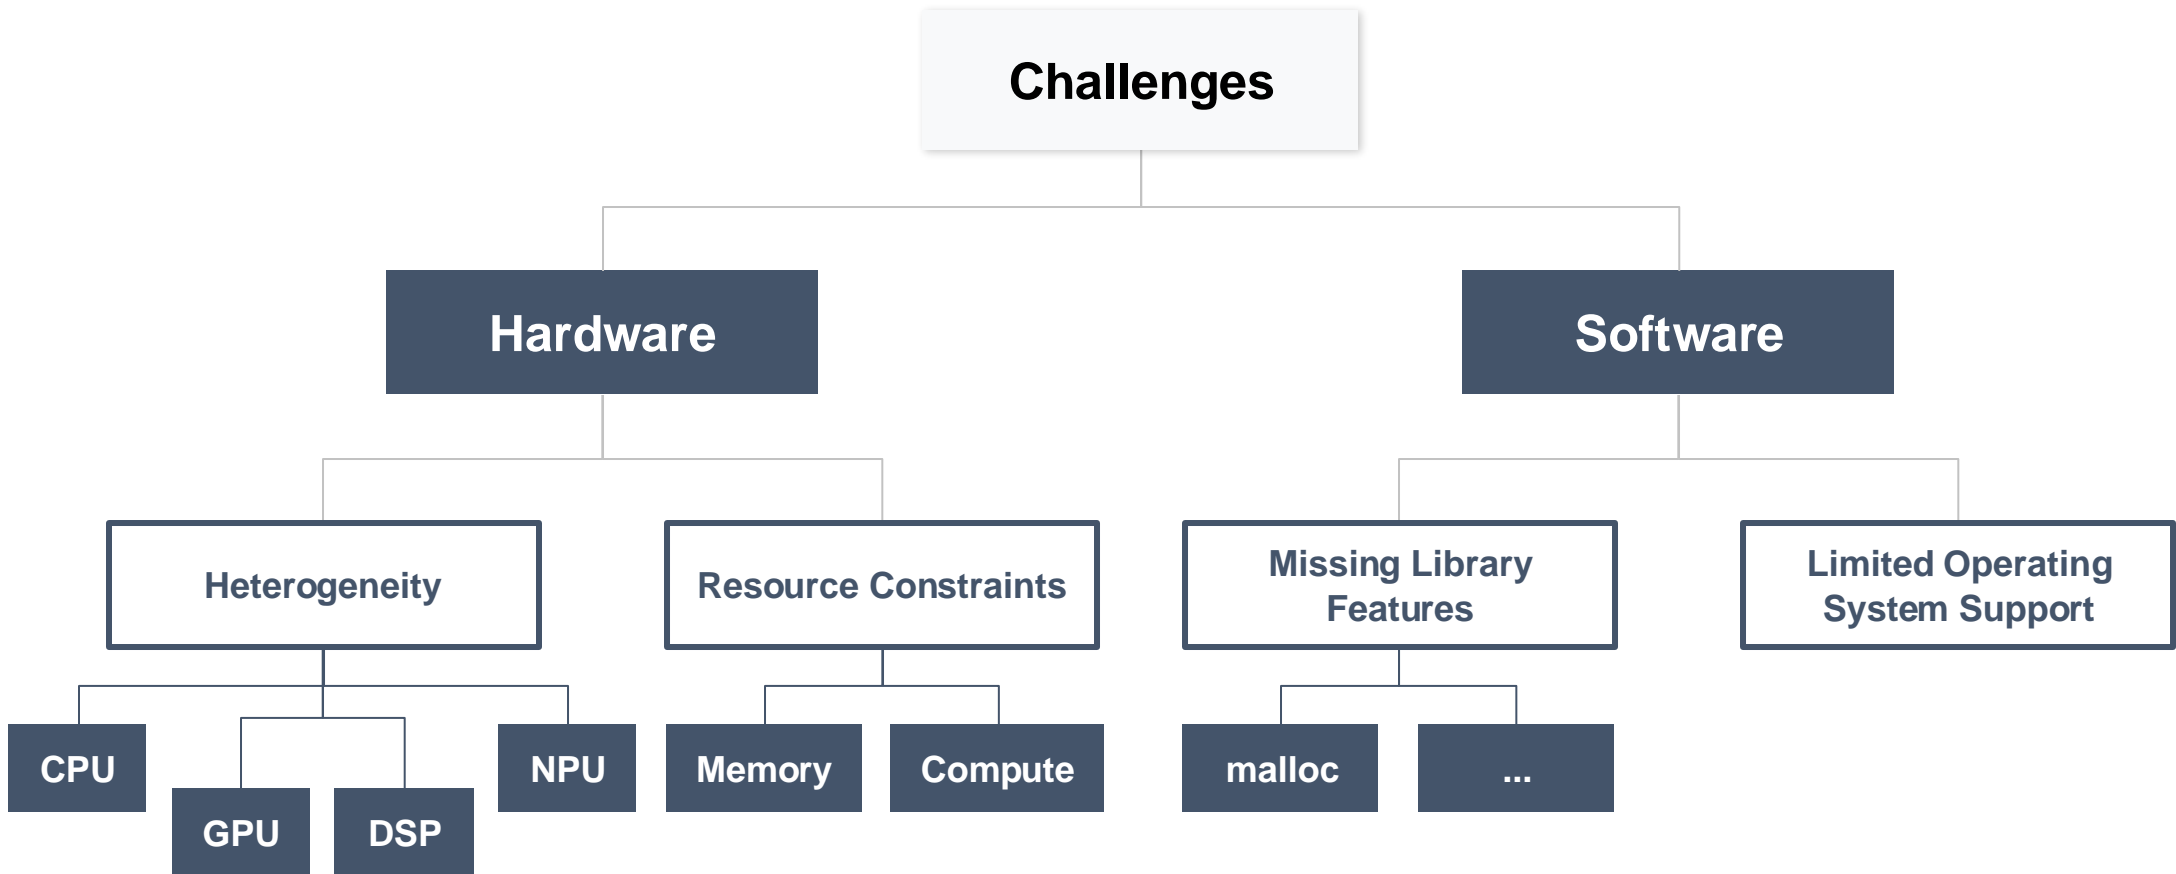 Challenges
Hardware
Software
Heterogeneity
Resource Constraints
Missing Library
Features
Limited Operating
System Support
CPU
GPU
DSP
NPU
Memory
Compute
malloc
...